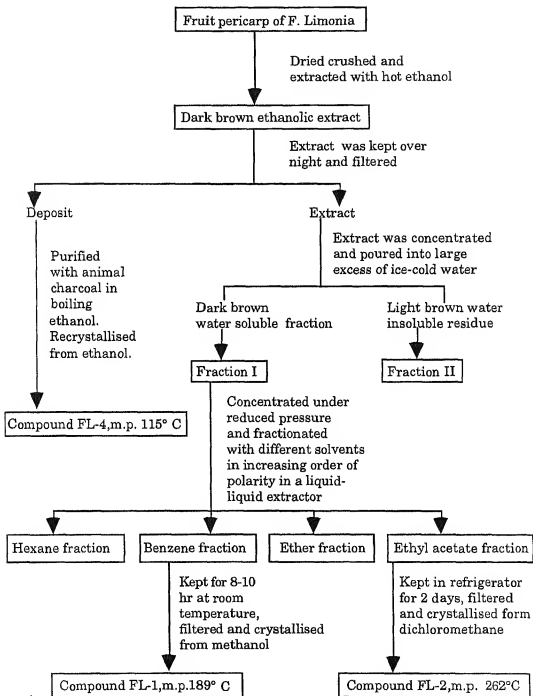 Fruit pericarp of F. Limonia
Dried crushed and
extracted with hot ethanol
Dark brown ethanolic extract
Extract was kept over
night and filtered
Deposit
Extract
Purified
with animal
charcoal in
boiling
ethanol.
Recrystallised
from ethanol.
Extract was concentrated
and poured into large
excess of ice-cold water
Dark brown
water soluble fraction
Light brown water
insoluble residue
Fraction I
Fraction II
Compound FL-4,m.p. 115° C
Concentrated under
reduced pressure
and fractionated
with different solvents
in increasing order of
polarity in a liquid-
liquid extractor
Hexane fraction
Benzene fraction
Ether fraction
Ethyl acetate fraction
Kept for 8-10
hr at room
temperature,
filtered and crystallised
from methanol
Kept in refrigerator
for 2 days, filtered
and crystallised form
dichloromethane
Compound FL-1,m.p.189° C
Compound FL-2,m.p. 262°C